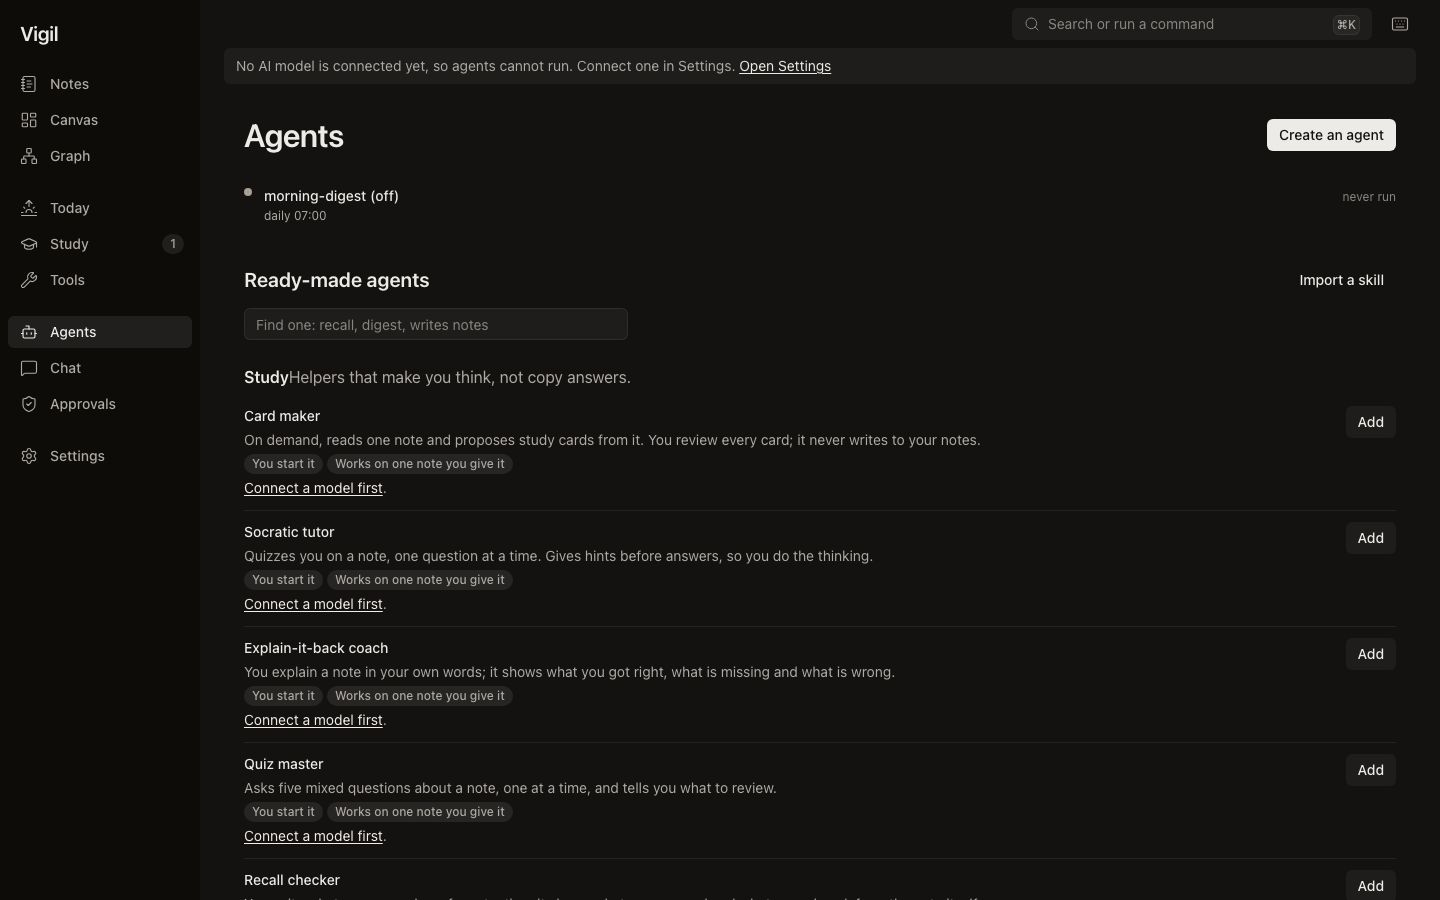 Vigil
Search or run a command ⌘K
No AI model is connected yet, so agents cannot run. Connect one in Settings. Open Settings
Notes
Canvas
Graph
Today
Study 1
Tools
Agents
Chat
Approvals
Settings
Agents
Create an agent
morning-digest (off)
never run
daily 07:00
Ready-made agents
Import a skill
Find one: recall, digest, writes notes
StudyHelpers that make you think, not copy answers.
Card maker
Add
On demand, reads one note and proposes study cards from it. You review every card; it never writes to your notes.
You start it Works on one note you give it
Connect a model first.
Socratic tutor
Add
Quizzes you on a note, one question at a time. Gives hints before answers, so you do the thinking.
You start it Works on one note you give it
Connect a model first.
Explain-it-back coach
Add
You explain a note in your own words; it shows what you got right, what is missing and what is wrong.
You start it Works on one note you give it
Connect a model first.
Quiz master
Add
Asks five mixed questions about a note, one at a time, and tells you what to review.
You start it Works on one note you give it
Connect a model first.
Recall checker
Add